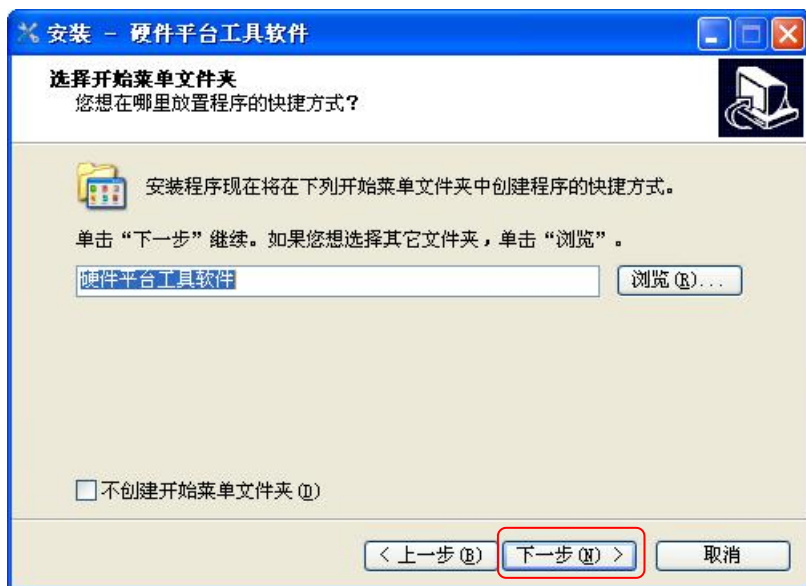 安装 - 硬件平台工具软件
选择开始菜单文件夹
您想在哪里放置程序的快捷方式?
安装程序现在将在下列开始菜单文件夹中创建程序的快捷方式。
单击“下一步”继续。如果您想选择其它文件夹，单击“浏览”。
硬件平台工具软件
浏览(R)...
不创建开始菜单文件夹(D)
< 上一步(B)
下一步(N) >
取消